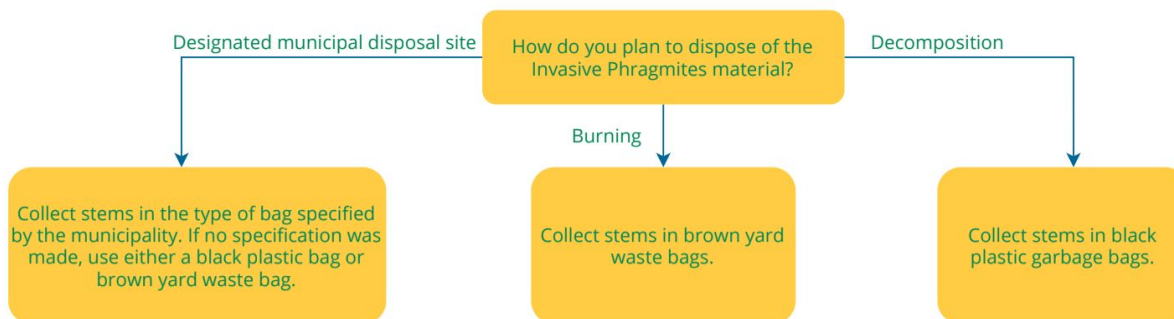 Designated municipal disposal site
How do you plan to dispose of the
Invasive Phragmites material?
Decomposition
Burning
Collect stems in the type of bag specified
by the municipality. If no specification was
made, use either a black plastic bag or
brown yard waste bag.
Collect stems in brown yard
waste bags.
Collect stems in black
plastic garbage bags.